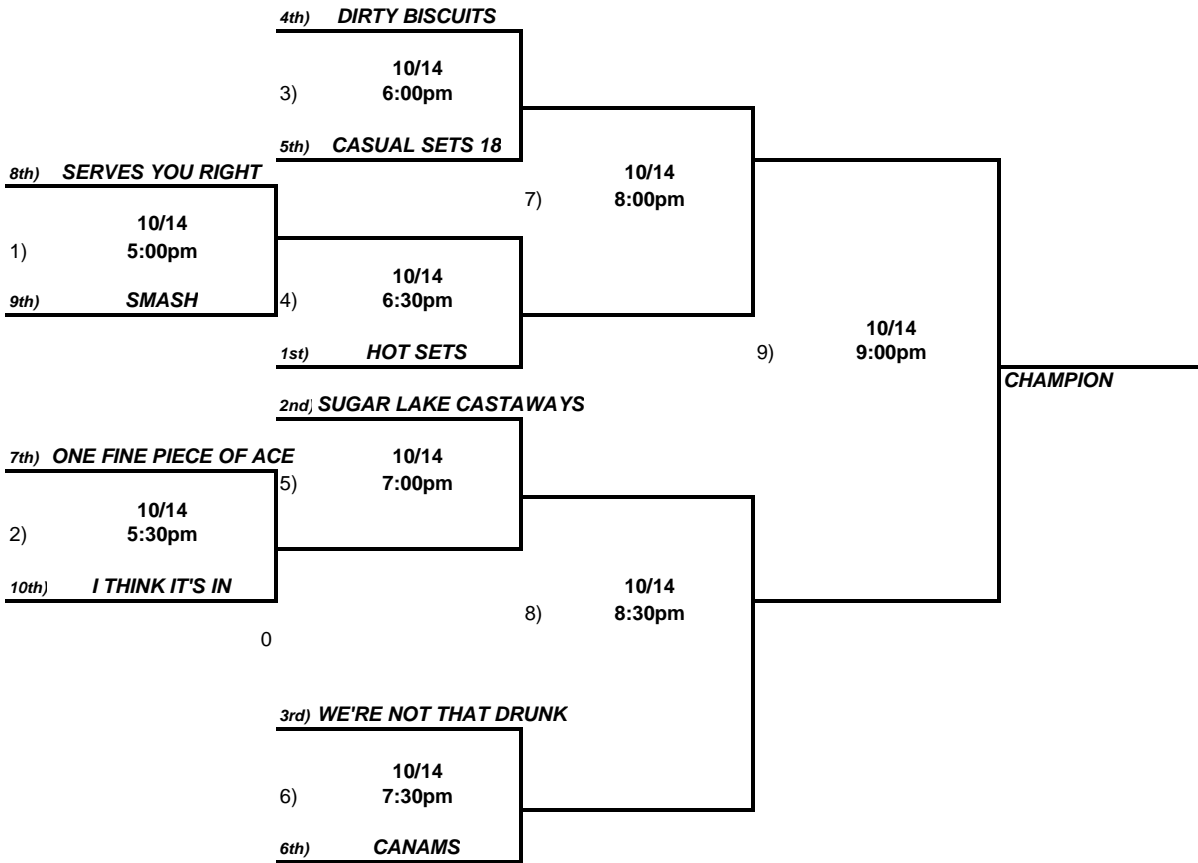 4th) DIRTY BISCUITS
10/14
3) 6:00pm
5th) CASUAL SETS 18
8th) SERVES YOU RIGHT
10/14
7) 8:00pm
10/14
1) 5:00pm
10/14
9th) SMASH
4) 6:30pm
10/14
1st) HOT SETS
9) 9:00pm
CHAMPION
2nd) SUGAR LAKE CASTAWAYS
7th) ONE FINE PIECE OF ACE
10/14
5) 7:00pm
10/14
2) 5:30pm
10th) I THINK IT'S IN
10/14
8) 8:30pm
0
3rd) WE'RE NOT THAT DRUNK
10/14
6) 7:30pm
6th) CANAMS